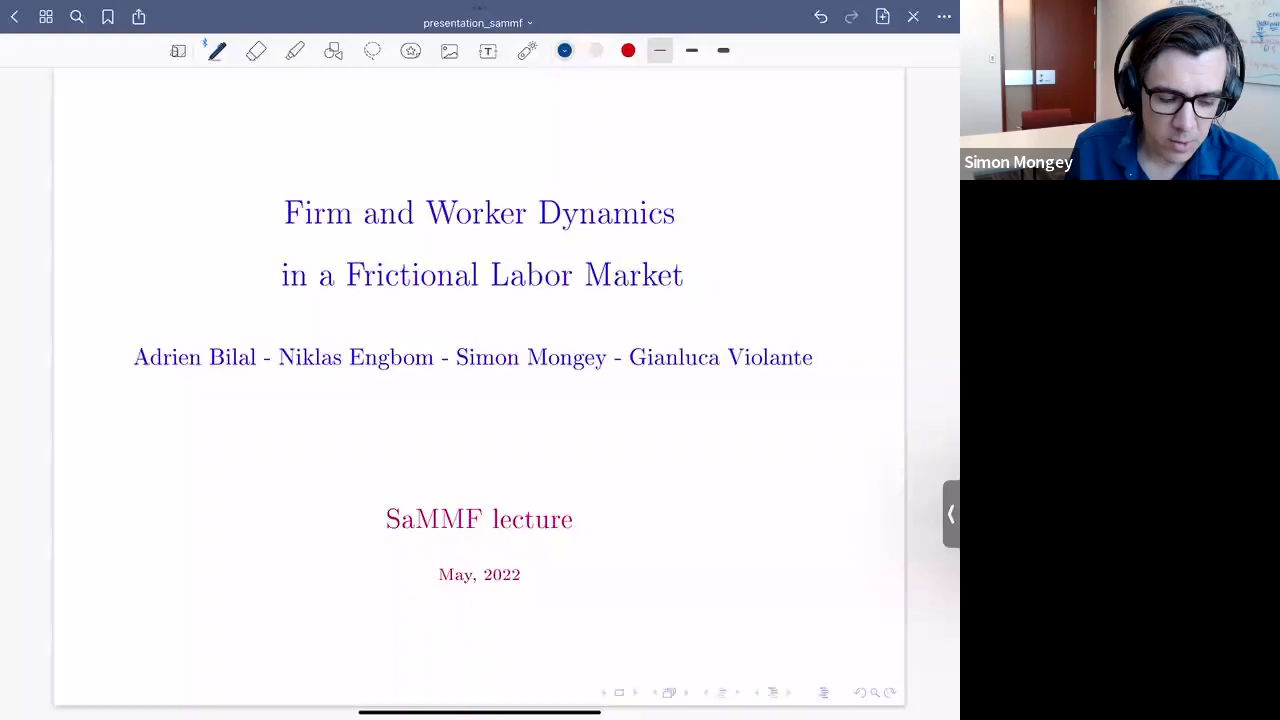 presentation_sammf
Firm and Worker Dynamics
in a Frictional Labor Market
Adrien Bilal - Niklas Engbom - Simon Mongey - Gianluca Violante
SaMMF lecture
May, 2022
Simon Mongey